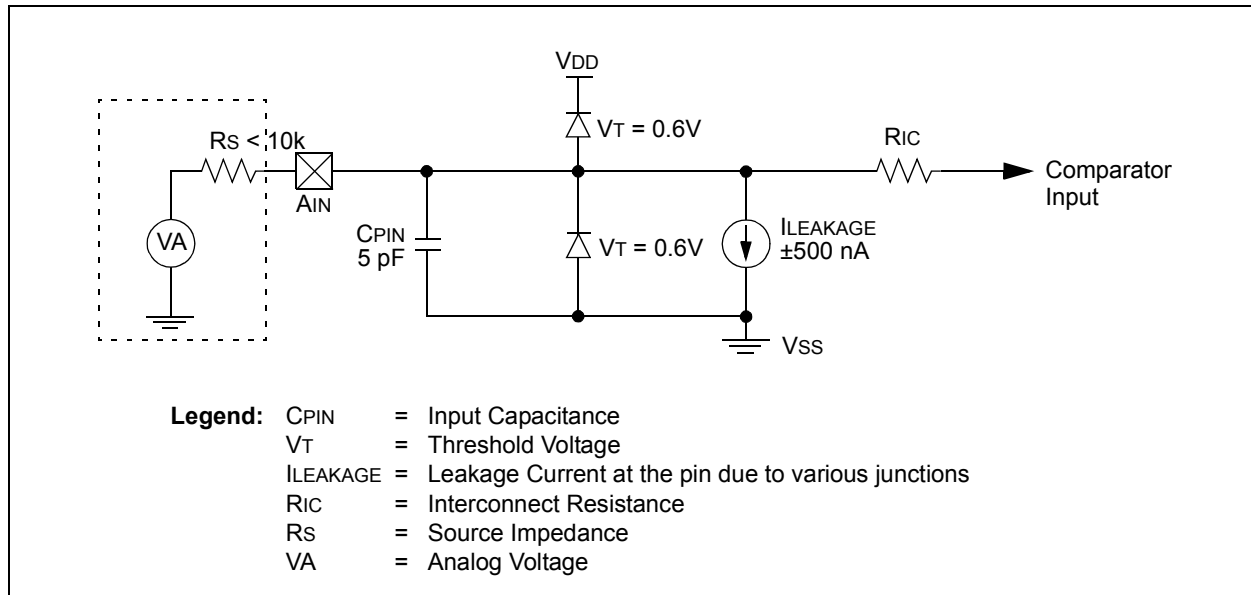 VDD
RS < 10k
VT = 0.6V
RIC
AIN
Comparator
Input
VA
CPIN
5 pF
VT = 0.6V
ILEAKAGE
±500 nA
VSS
Legend: CPIN = Input Capacitance
VT = Threshold Voltage
ILEAKAGE = Leakage Current at the pin due to various junctions
RIC = Interconnect Resistance
RS = Source Impedance
VA = Analog Voltage